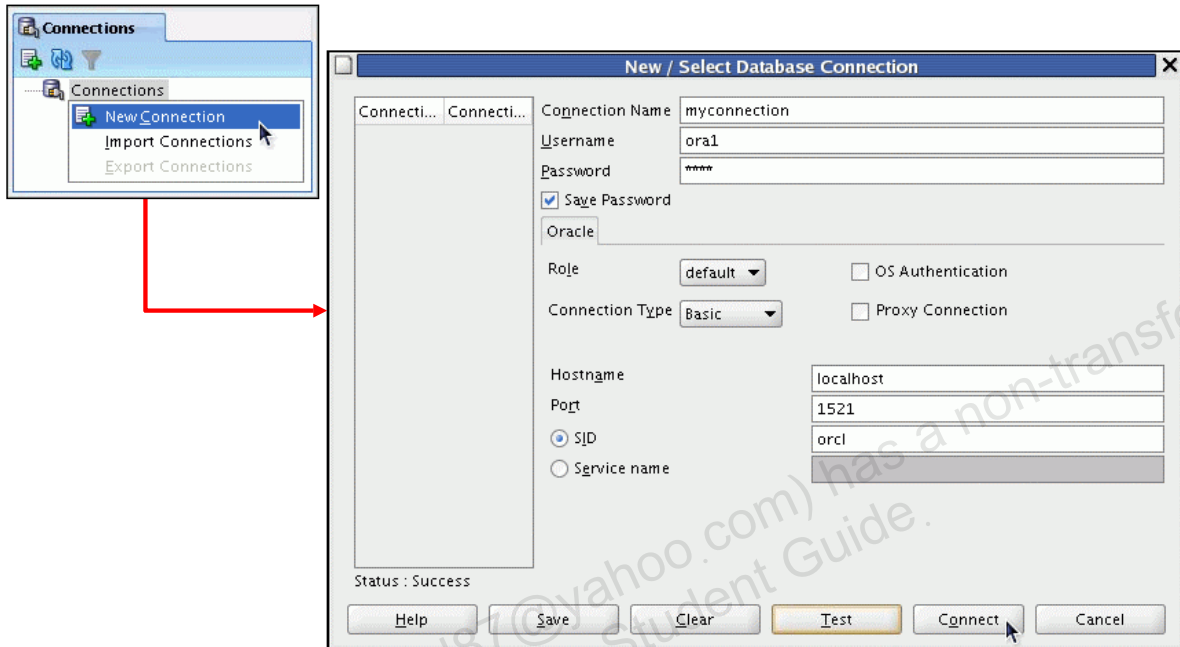 Connections
Connections
New Connection
Import Connections
Export Connections
New / Select Database Connection
Connecti... Connecti...
Connection Name myconnection
Username ora1
Password ****
Save Password
Oracle
Role default
OS Authentication
Connection Type Basic
Proxy Connection
Hostname localhost
Port 1521
SID orcl
Service name
Status : Success
Help Save Clear Test Connect Cancel
87@yahoo.com) has a non-transf
Student Guide.